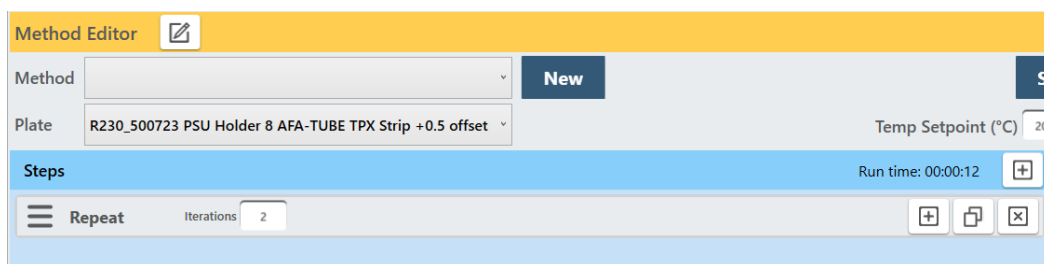 Method Editor
Method New S
Plate R230_500723 PSU Holder 8 AFA-TUBE TPX Strip +0.5 offset Temp Setpoint (°C) 20
Steps Run time: 00:00:12
Repeat Iterations 2